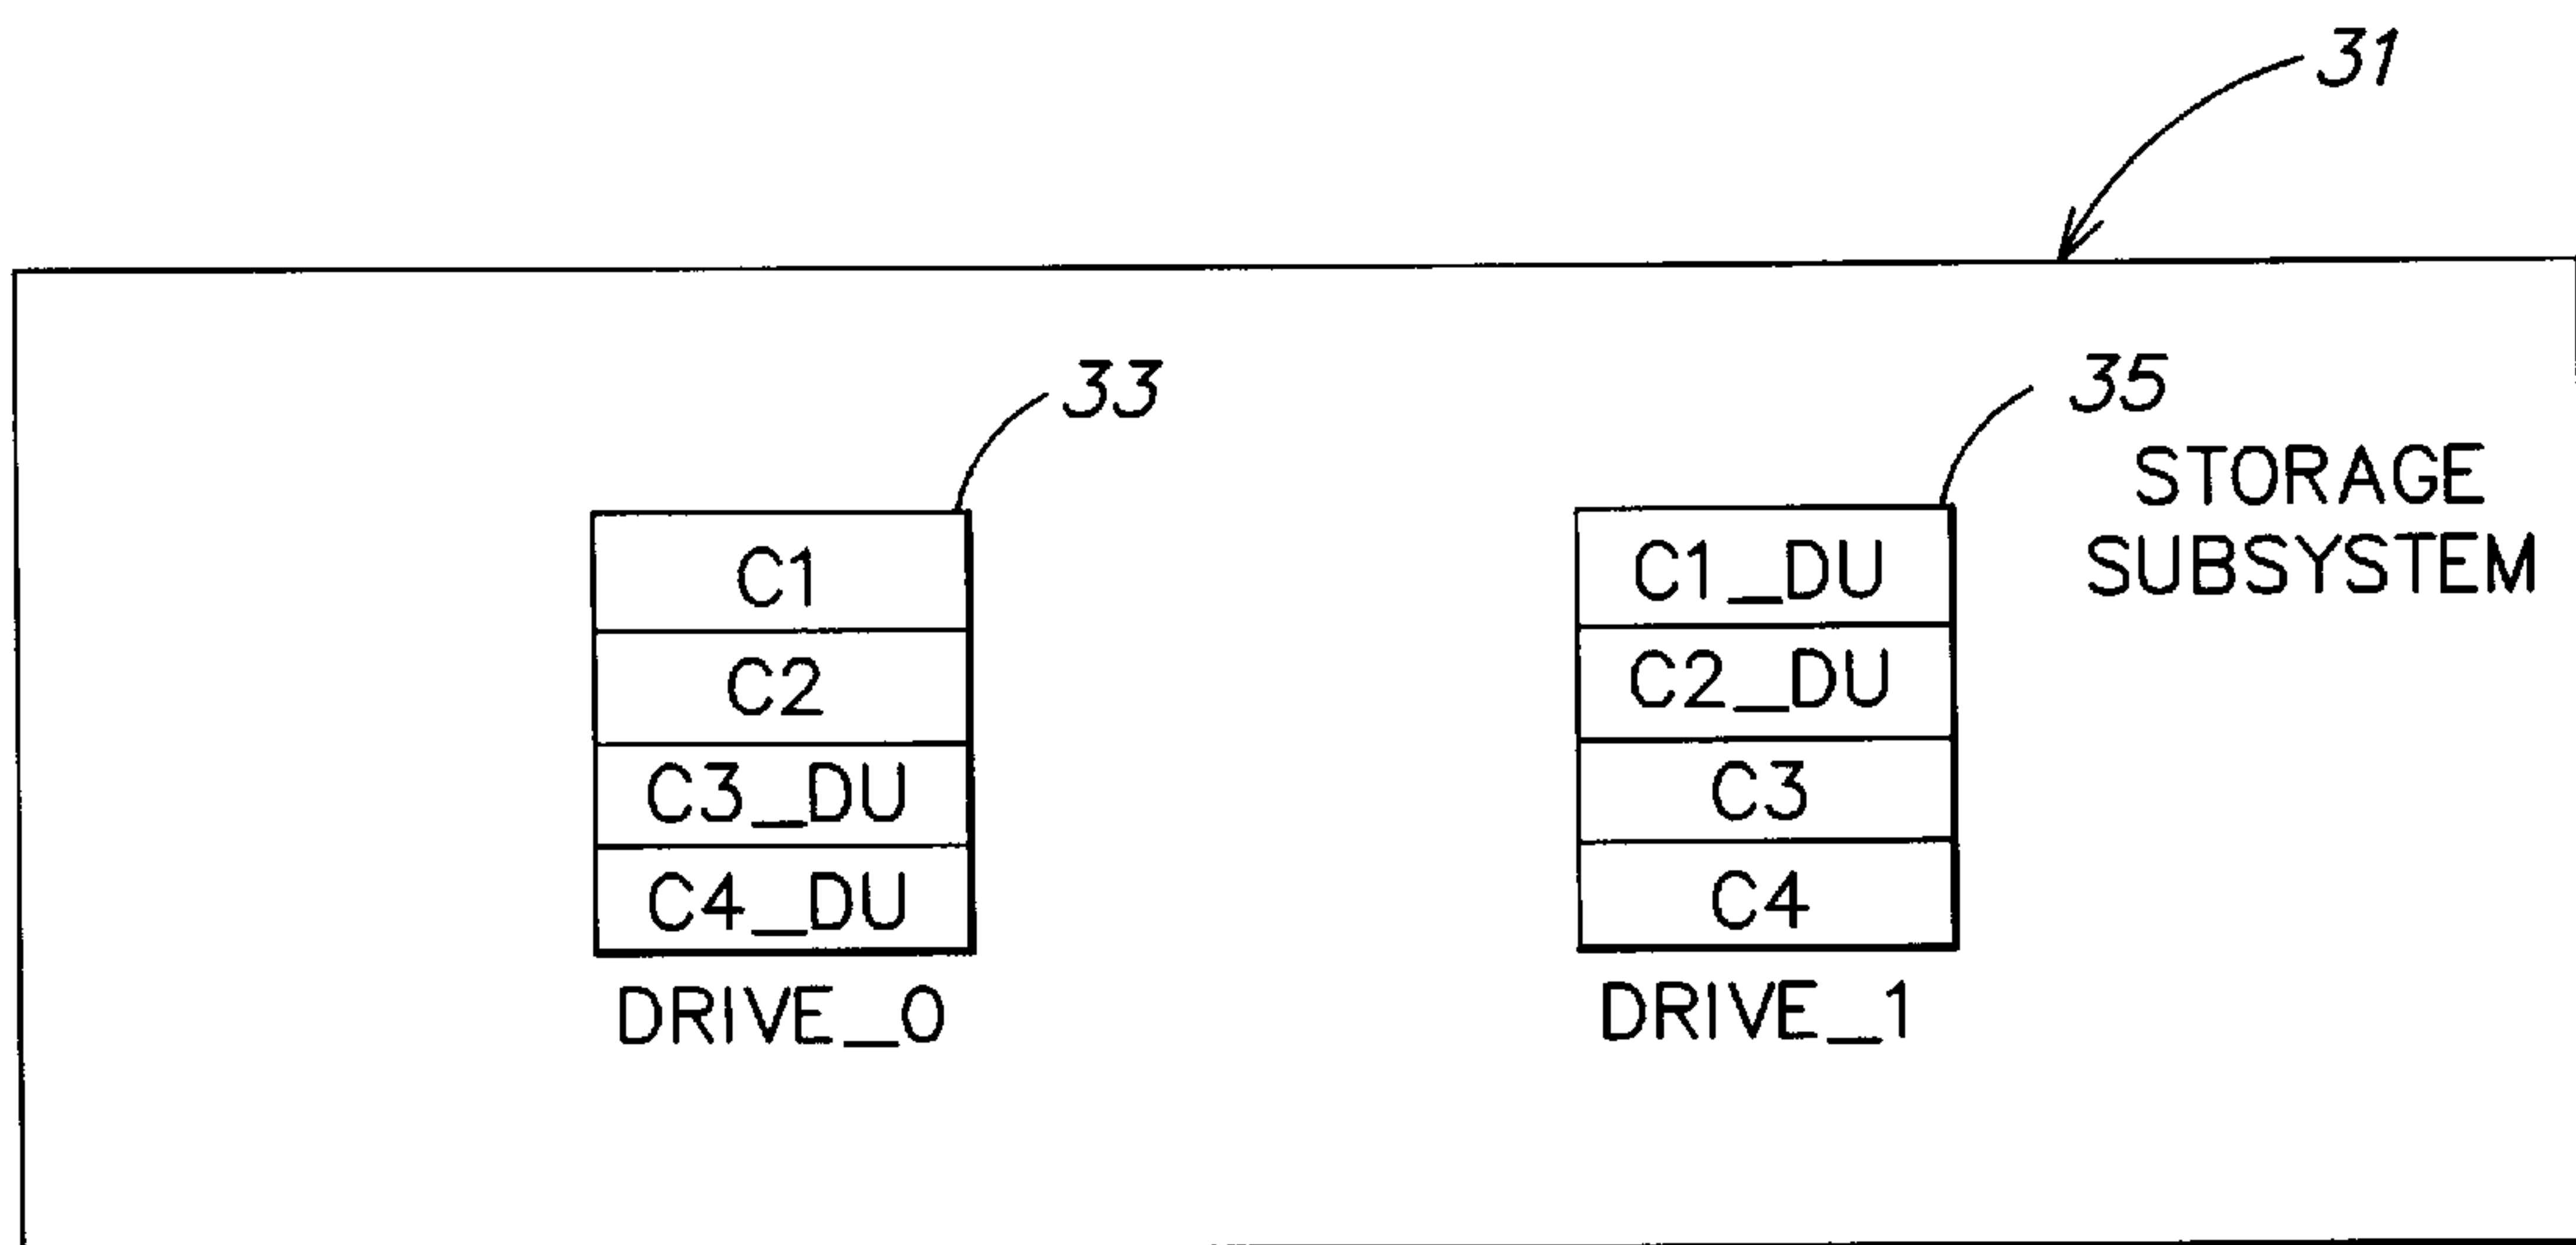 31
33
35
STORAGE
SUBSYSTEM
C1
C2
C3_DU
C4_DU
DRIVE_0
C1_DU
C2_DU
C3
C4
DRIVE_1